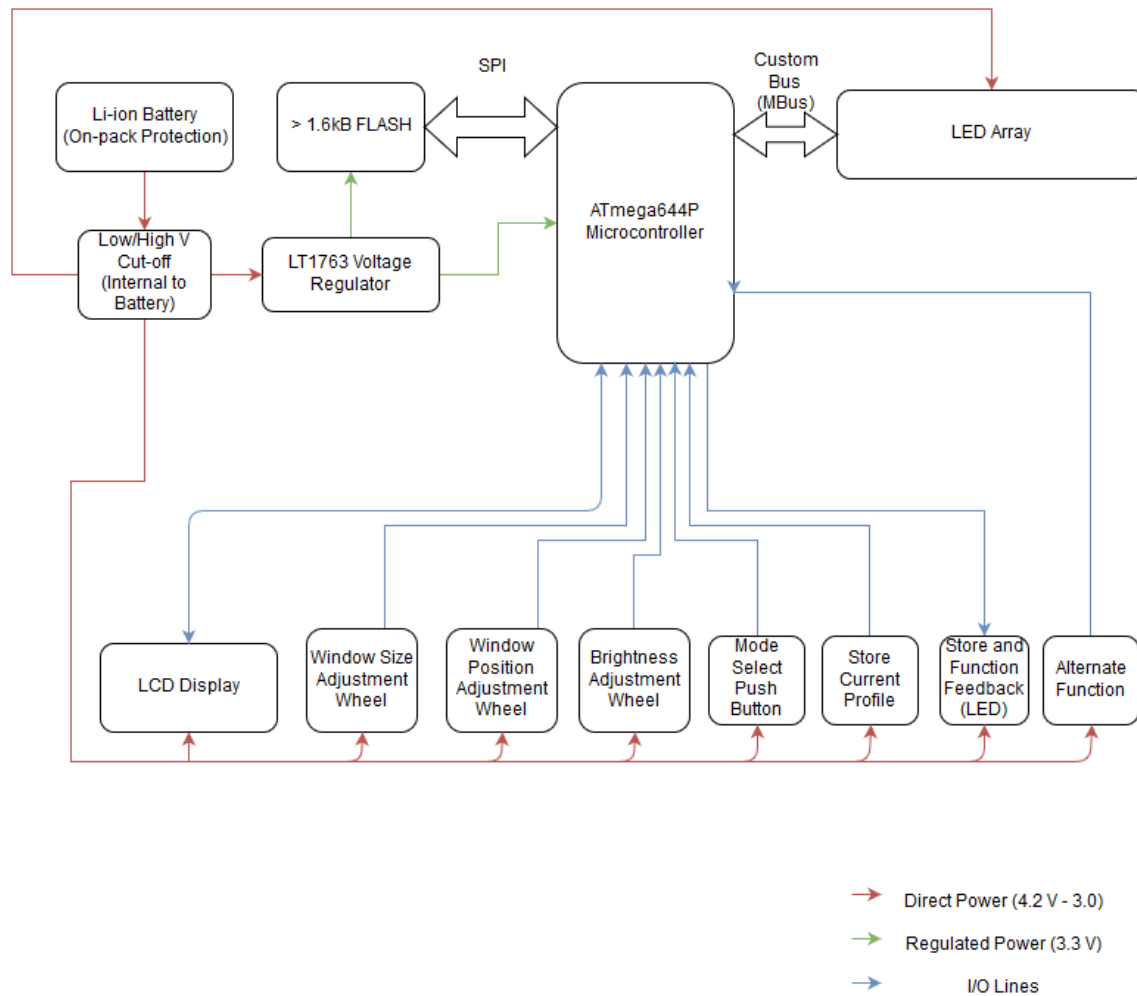 SPI
Custom
Bus
(MBus)
Li-ion Battery
(On-pack Protection)
> 1.6kB FLASH
LED Array
ATmega644P
Microcontroller
Low/High V
Cut-off
(Internal to
Battery)
LT1763 Voltage
Regulator
LCD Display
Window Size
Adjustment
Wheel
Window
Position
Adjustment
Wheel
Brightness
Adjustment
Wheel
Mode
Select
Push
Button
Store
Current
Profile
Store and
Function
Feedback
(LED)
Alternate
Function
Direct Power (4.2 V - 3.0)
Regulated Power (3.3 V)
I/O Lines